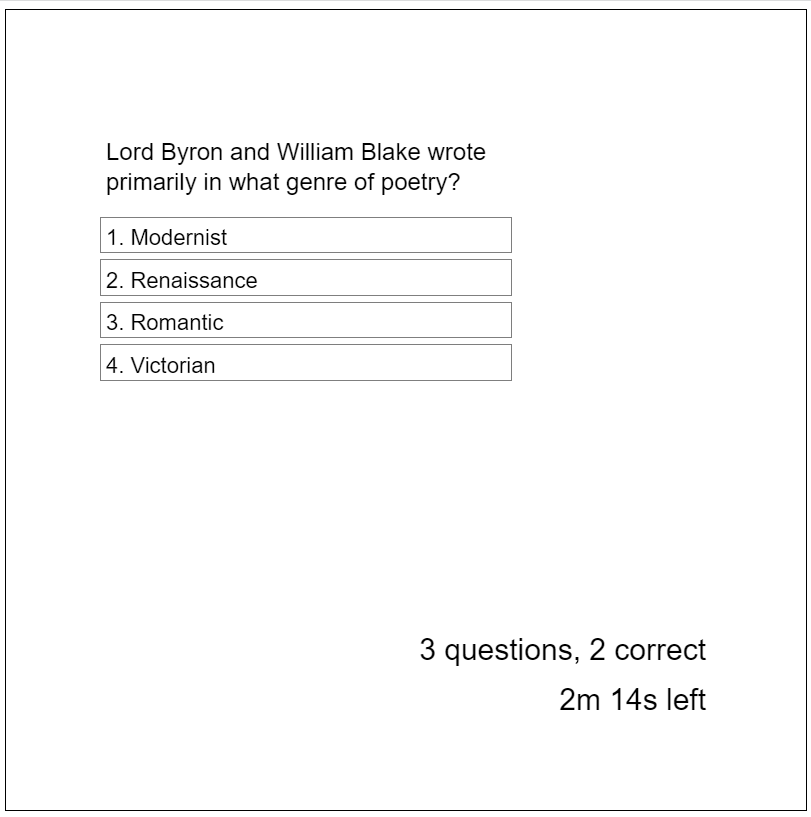 Lord Byron and William Blake wrote
primarily in what genre of poetry?
1. Modernist
2. Renaissance
3. Romantic
4. Victorian
3 questions, 2 correct
2m 14s left